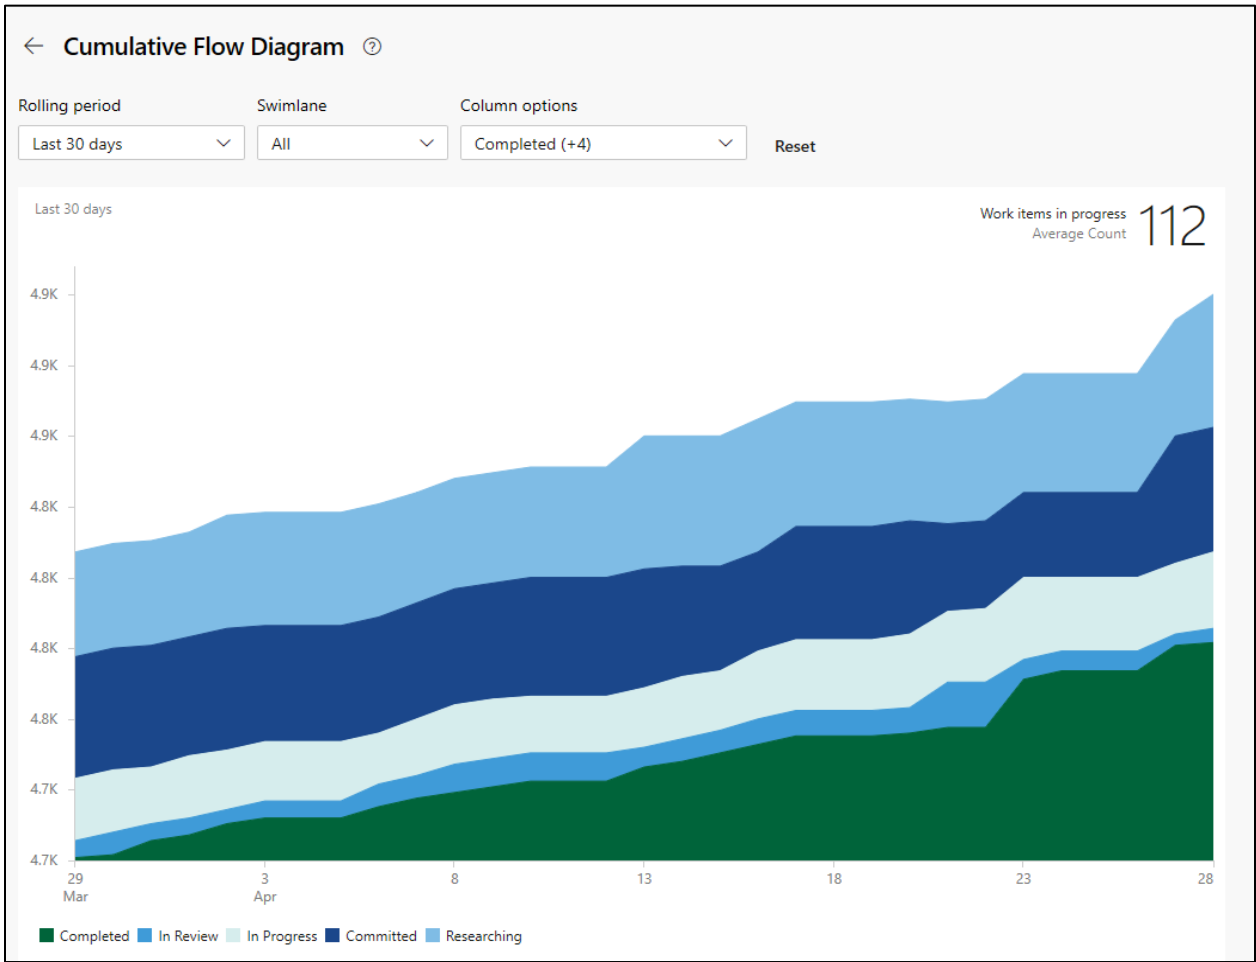 Cumulative Flow Diagram
Rolling period Swimlane Column options
Last 30 days All Completed (+4) Reset
Last 30 days
Work items in progress
Average Count
112
4.9K
4.9K
4.9K
4.8K
4.8K
4.8K
4.8K
4.7K
4.7K
29 3 8 13 18 23 28
Mar Apr
Completed In Review In Progress Committed Researching